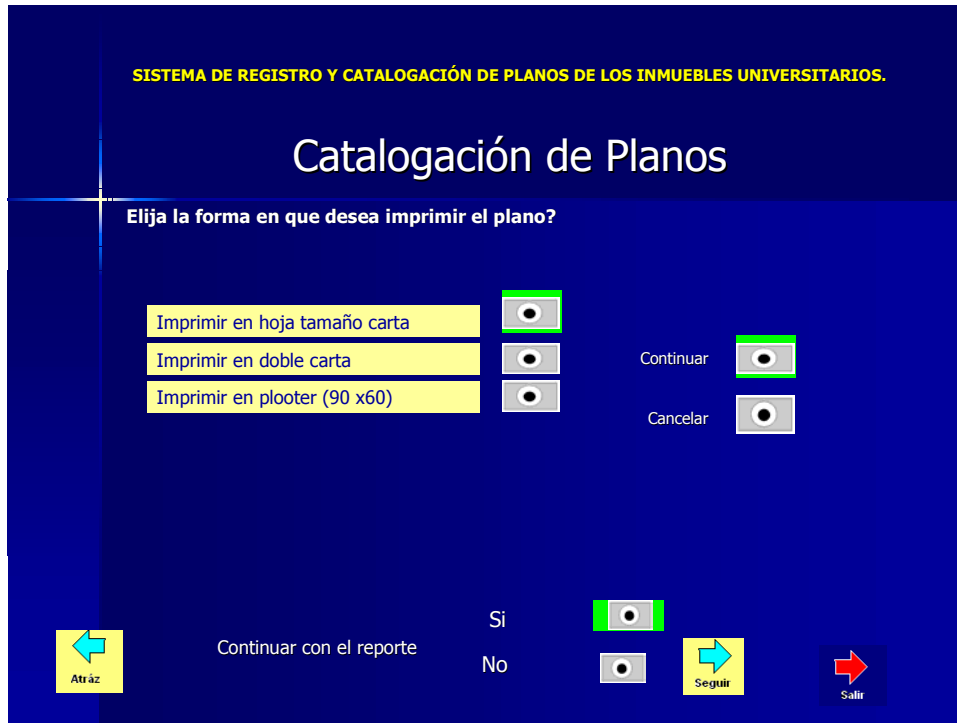 SISTEMA DE REGISTRO Y CATALOGACIÓN DE PLANOS DE LOS INMUEBLES UNIVERSITARIOS.
Catalogación de Planos
Elija la forma en que desea imprimir el plano?
Imprimir en hoja tamaño carta
Imprimir en doble carta
Imprimir en plooter (90 x60)
Continuar
Cancelar
Continuar con el reporte
Si
No
Atráz
Seguir
Salir